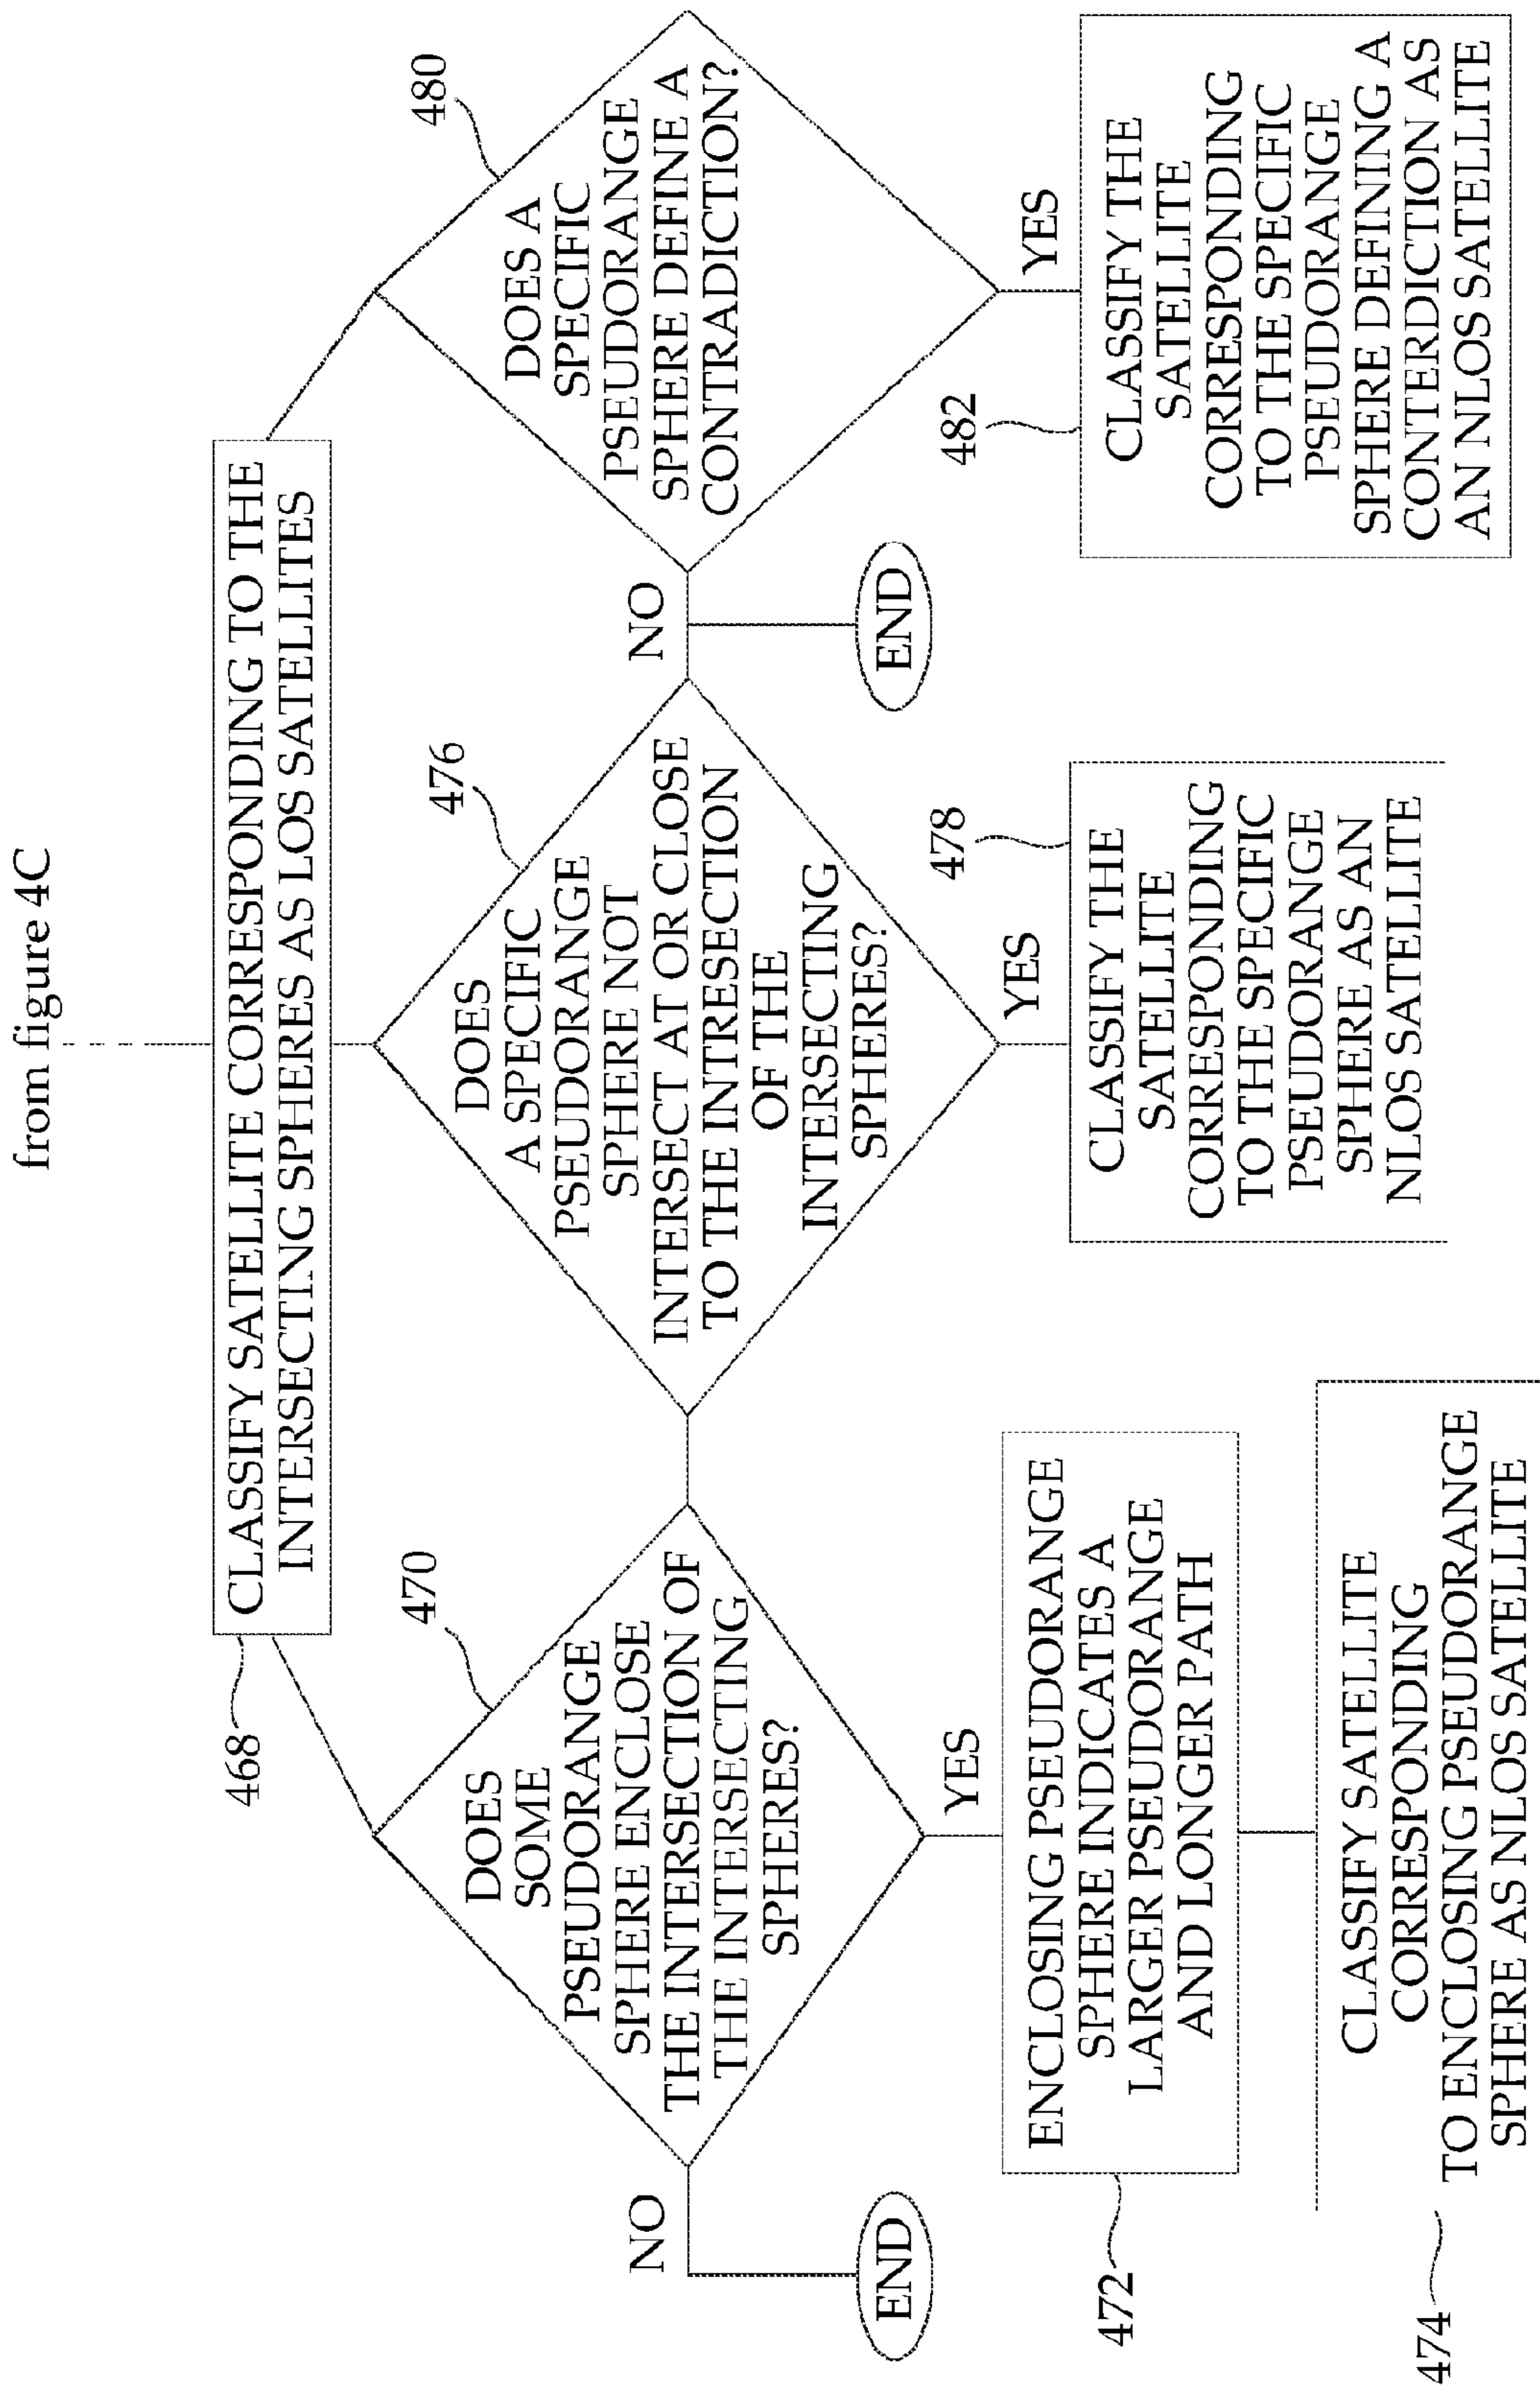 from figure 4C
CLASSIFY SATELLITE CORRESPONDING TO THE
INTERSECTING SPHERES AS LOS SATELLITES
468
470
DOES
SOME
PSEUDORANGE
SPHERE ENCLOSE
THE INTERSECTION OF
THE INTERSECTING
SPHERES?
NO
END
YES
472
ENCLOSING PSEUDORANGE
SPHERE INDICATES A
LARGER PSEUDORANGE
AND LONGER PATH
474
CLASSIFY SATELLITE
CORRESPONDING
TO ENCLOSING PSEUDORANGE
SPHERE AS NLOS SATELLITE
476
DOES
A SPECIFIC
PSEUDORANGE
SPHERE NOT
INTERSECT AT OR CLOSE
TO THE INTRESECTION
OF THE
INTERSECTING
SPHERES?
YES
478
CLASSIFY THE
SATELLITE
CORRESPONDING
TO THE SPECIFIC
PSEUDORANGE
SPHERE AS AN
NLOS SATELLITE
NO
END
480
DOES A
SPECIFIC
PSEUDORANGE
SPHERE DEFINE A
CONTRADICTION?
YES
482
CLASSIFY THE
SATELLITE
CORRESPONDING
TO THE SPECIFIC
PSEUDORANGE
SPHERE DEFINING A
CONTERDICTION AS
AN NLOS SATELLITE